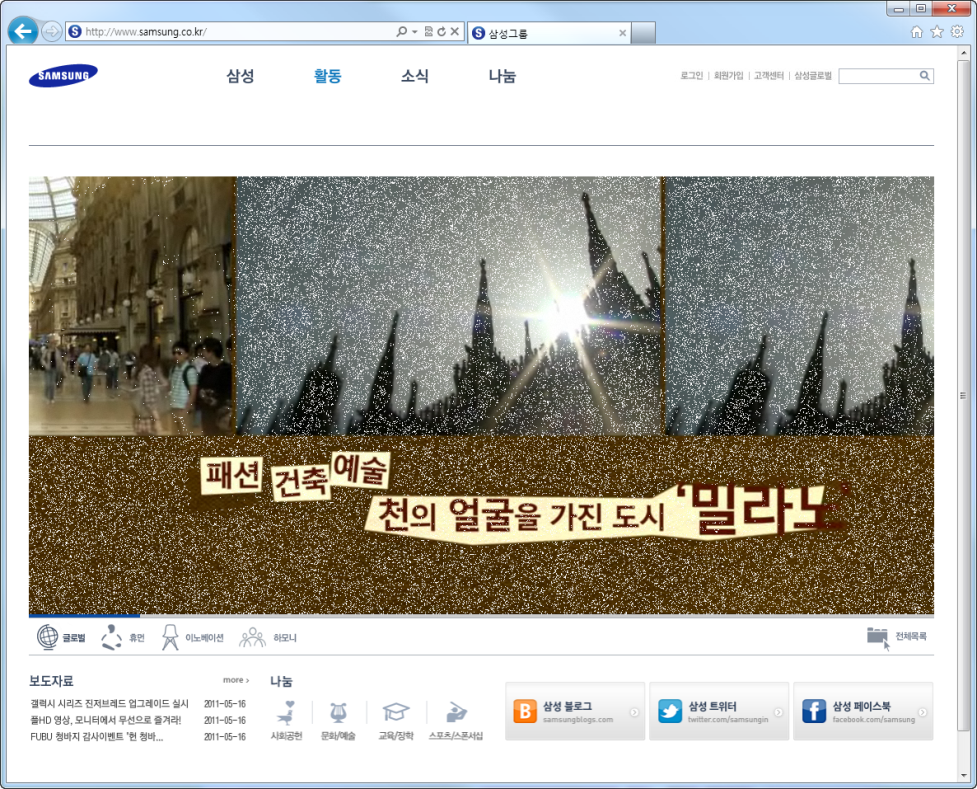 http://www.samsung.co.kr/
삼성그룹
SAMSUNG
삼성 활동 소식 나눔
로그인 | 회원가입 | 고객센터 | 삼성글로벌
패션 건축 예술
천의 얼굴을 가진 도시 '밀라노'
글로벌 휴먼 이노베이션 하모니 전체목록
보도자료 more ›
갤럭시 시리즈 진저브레드 업그레이드 실시 2011-05-16
풀HD 영상, 모니터에서 무선으로 즐겨라! 2011-05-16
FUBU 청바지 감사이벤트 '헌 청바... 2011-05-16
나눔
사회공헌 문화/예술 교육/장학 스포츠/스폰서십
삼성 블로그
samsungblogs.com
삼성 트위터
twitter.com/samsungin
삼성 페이스북
facebook.com/samsung